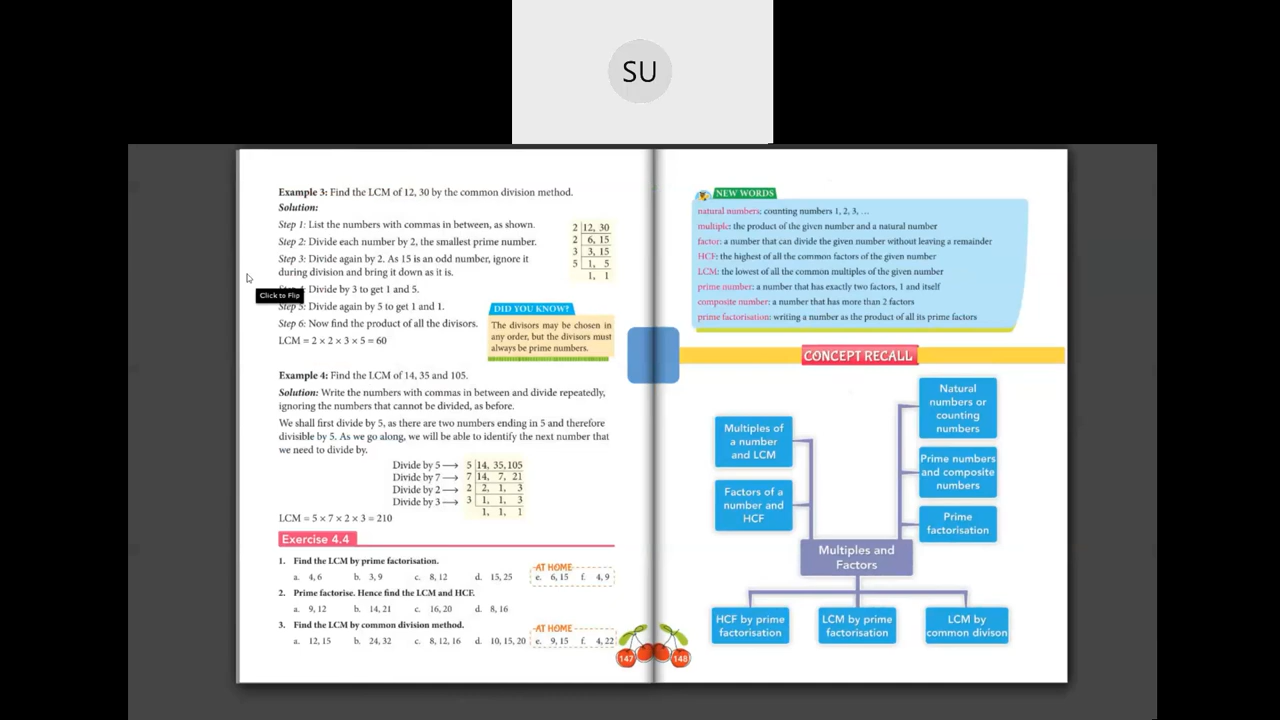 SU
Example 3: Find the LCM of 12, 30 by the common division method.
Solution:
Step 1: List the numbers with commas in between, as shown.
Step 2: Divide each number by 2, the smallest prime number.
Step 3: Divide again by 2. As 15 is an odd number, ignore it
during division and bring it down as it is.
Divide by 3 to get 1 and 5.
Click to Flip
Step 5: Divide again by 5 to get 1 and 1.
Step 6: Now find the product of all the divisors.
LCM = 2 × 2 × 3 × 5 = 60
2 12, 30
2 6, 15
3 3, 15
5 1, 5
1, 1
DID YOU KNOW?
The divisors may be chosen in
any order, but the divisors must
always be prime numbers.
Example 4: Find the LCM of 14, 35 and 105.
Solution: Write the numbers with commas in between and divide repeatedly,
ignoring the numbers that cannot be divided, as before.
We shall first divide by 5, as there are two numbers ending in 5 and therefore
divisible by 5. As we go along, we will be able to identify the next number that
we need to divide by.
Divide by 5 → 5 14, 35, 105
Divide by 7 → 7 14, 7, 21
Divide by 2 → 2 2, 1, 3
Divide by 3 → 3 1, 1, 3
1, 1, 1
LCM = 5 × 7 × 2 × 3 = 210
Exercise 4.4
1. Find the LCM by prime factorisation.
AT HOME
a. 4, 6 b. 3, 9 c. 8, 12 d. 15, 25 e. 6, 15 f. 4, 9
2. Prime factorise. Hence find the LCM and HCF.
a. 9, 12 b. 14, 21 c. 16, 20 d. 8, 16
3. Find the LCM by common division method.
AT HOME
a. 12, 15 b. 24, 32 c. 8, 12, 16 d. 10, 15, 20 e. 9, 15 f. 4, 22
147
NEW WORDS
natural numbers: counting numbers 1, 2, 3, …
multiple: the product of the given number and a natural number
factor: a number that can divide the given number without leaving a remainder
HCF: the highest of all the common factors of the given number
LCM: the lowest of all the common multiples of the given number
prime number: a number that has exactly two factors, 1 and itself
composite number: a number that has more than 2 factors
prime factorisation: writing a number as the product of all its prime factors
CONCEPT RECALL
Multiples of
a number
and LCM
Factors of a
number and
HCF
Natural
numbers or
counting
numbers
Prime numbers
and composite
numbers
Prime
factorisation
Multiples and
Factors
HCF by prime
factorisation
LCM by prime
factorisation
LCM by
common divison
148